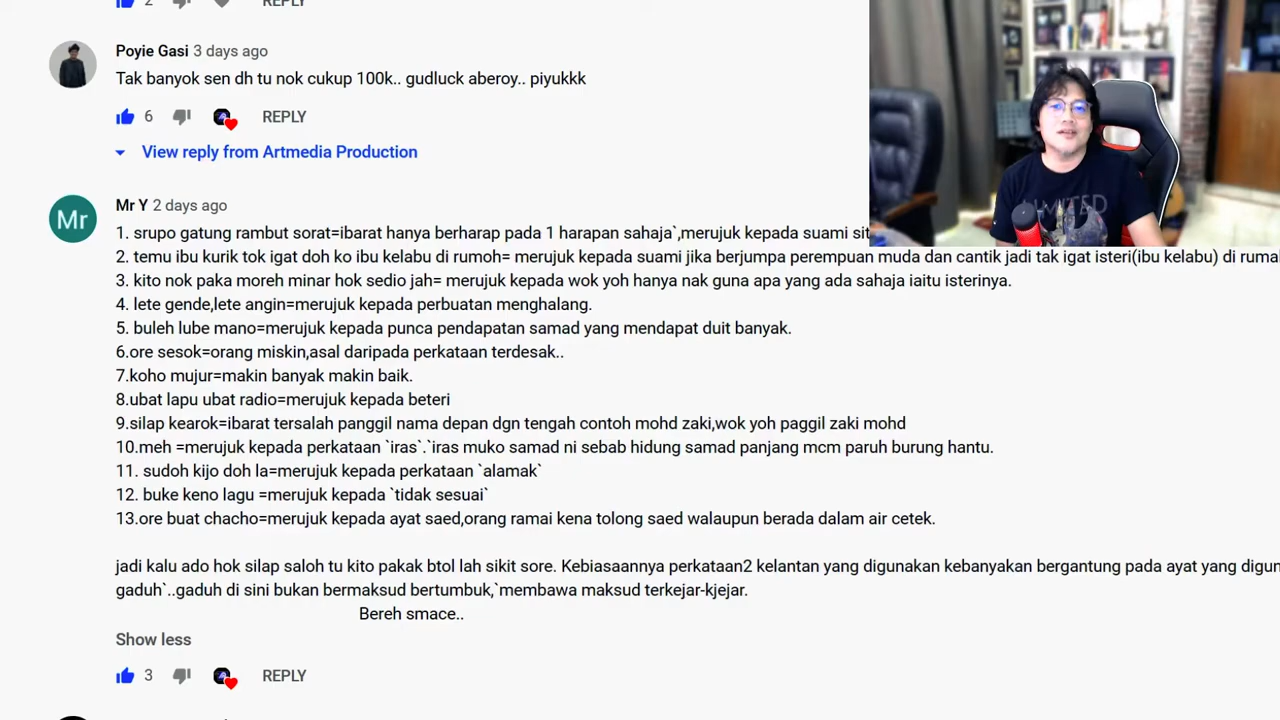 2 REPLY
Poyie Gasi 3 days ago
Tak banyok sen dh tu nok cukup 100k.. gudluck aberoy.. piyukkk
6 REPLY
View reply from Artmedia Production
Mr
Mr Y 2 days ago
1. srupo gatung rambut sorat=ibarat hanya berharap pada 1 harapan sahaja`,merujuk kepada suami sit
2. temu ibu kurik tok igat doh ko ibu kelabu di rumoh= merujuk kepada suami jika berjumpa perempuan muda dan cantik jadi tak igat isteri(ibu kelabu) di ruma
3. kito nok paka moreh minar hok sedio jah= merujuk kepada wok yoh hanya nak guna apa yang ada sahaja iaitu isterinya.
4. lete gende,lete angin=merujuk kepada perbuatan menghalang.
5. buleh lube mano=merujuk kepada punca pendapatan samad yang mendapat duit banyak.
6.ore sesok=orang miskin,asal daripada perkataan terdesak..
7.koho mujur=makin banyak makin baik.
8.ubat lapu ubat radio=merujuk kepada beteri
9.silap kearok=ibarat tersalah panggil nama depan dgn tengah contoh mohd zaki,wok yoh paggil zaki mohd
10.meh =merujuk kepada perkataan `iras`.`iras muko samad ni sebab hidung samad panjang mcm paruh burung hantu.
11. sudoh kijo doh la=merujuk kepada perkataan `alamak`
12. buke keno lagu =merujuk kepada `tidak sesuai`
13.ore buat chacho=merujuk kepada ayat saed,orang ramai kena tolong saed walaupun berada dalam air cetek.
jadi kalu ado hok silap saloh tu kito pakak btol lah sikit sore. Kebiasaannya perkataan2 kelantan yang digunakan kebanyakan bergantung pada ayat yang digun
gaduh`..gaduh di sini bukan bermaksud bertumbuk,`membawa maksud terkejar-kjejar.
Bereh smace..
Show less
3 REPLY
LIMITED